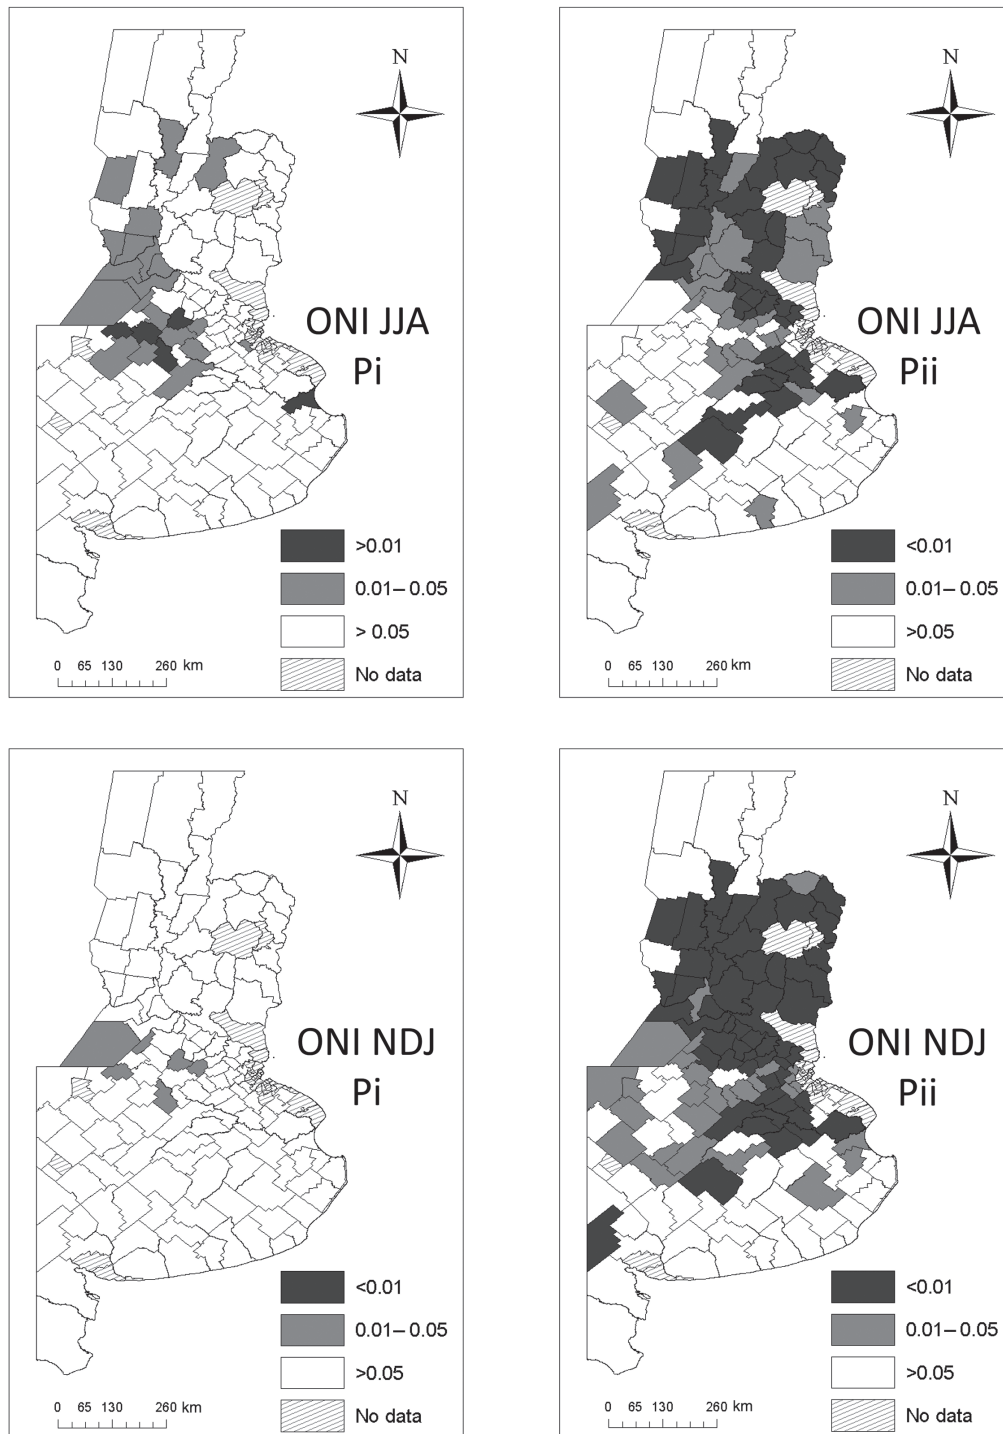 N
ONI JJA
Pi
>0.01
0.01– 0.05
> 0.05
No data
0 65 130 260 km
N
ONI JJA
Pii
<0.01
0.01– 0.05
>0.05
No data
0 65 130 260 km
N
ONI NDJ
Pi
<0.01
0.01– 0.05
>0.05
No data
0 65 130 260 km
N
ONI NDJ
Pii
<0.01
0.01– 0.05
>0.05
No data
0 65 130 260 km